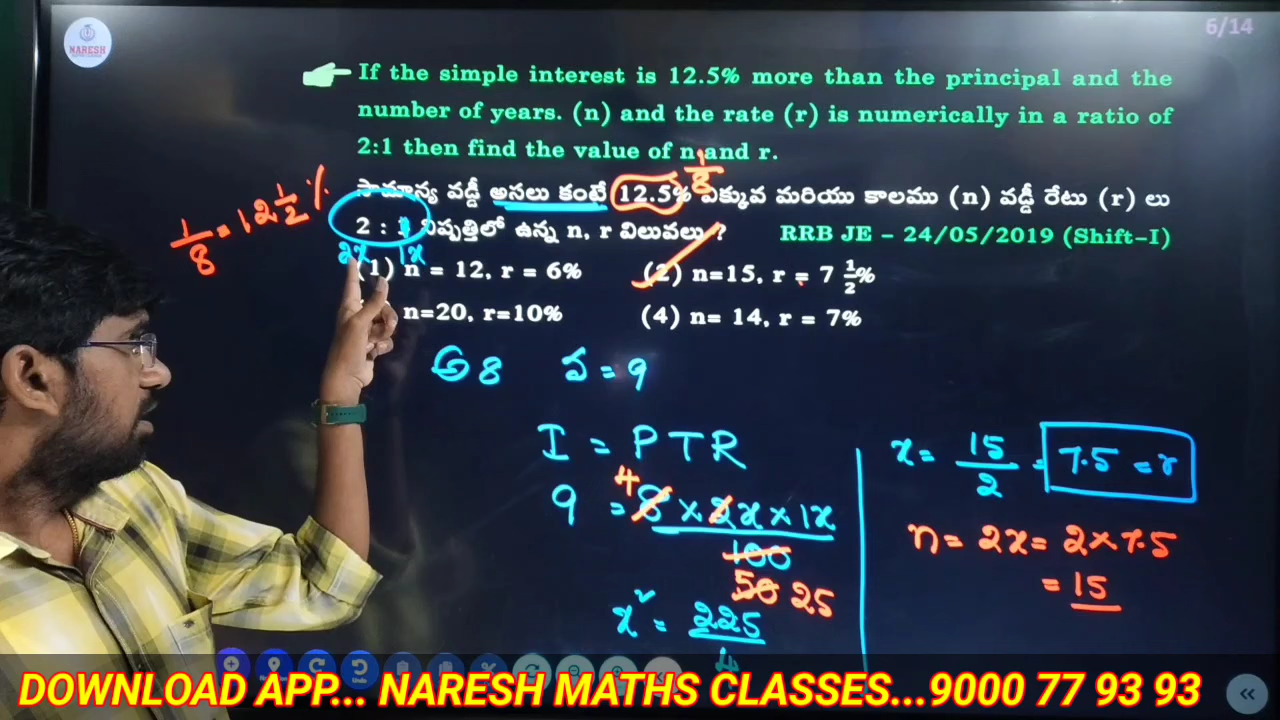 6/14
NARESH
If the simple interest is 12.5% more than the principal and the
number of years. (n) and the rate (r) is numerically in a ratio of
2:1 then find the value of n and r.
సామాన్య వడ్డీ అసలు కంటే 12.5% ఎక్కువ మరియు కాలము (n) వడ్డీ రేటు (r) లు
1/8
2 : 1 నిష్పత్తిలో ఉన్న n, r విలువలు ? RRB JE - 24/05/2019 (Shift-I)
1/8 = 12 1/2 %
2x 1x
(1) n = 12, r = 6% (2) n=15, r = 7 1/2%
n=20, r=10% (4) n= 14, r = 7%
అ 8 వ = 9
I = PTR
9 = 8 × 2x × 1x / 100
4
50 25
x² = 225 / 4
x = 15/2 = 7.5 = r
n = 2x = 2 × 7.5
= 15
Undo
DOWNLOAD APP... NARESH MATHS CLASSES...9000 77 93 93